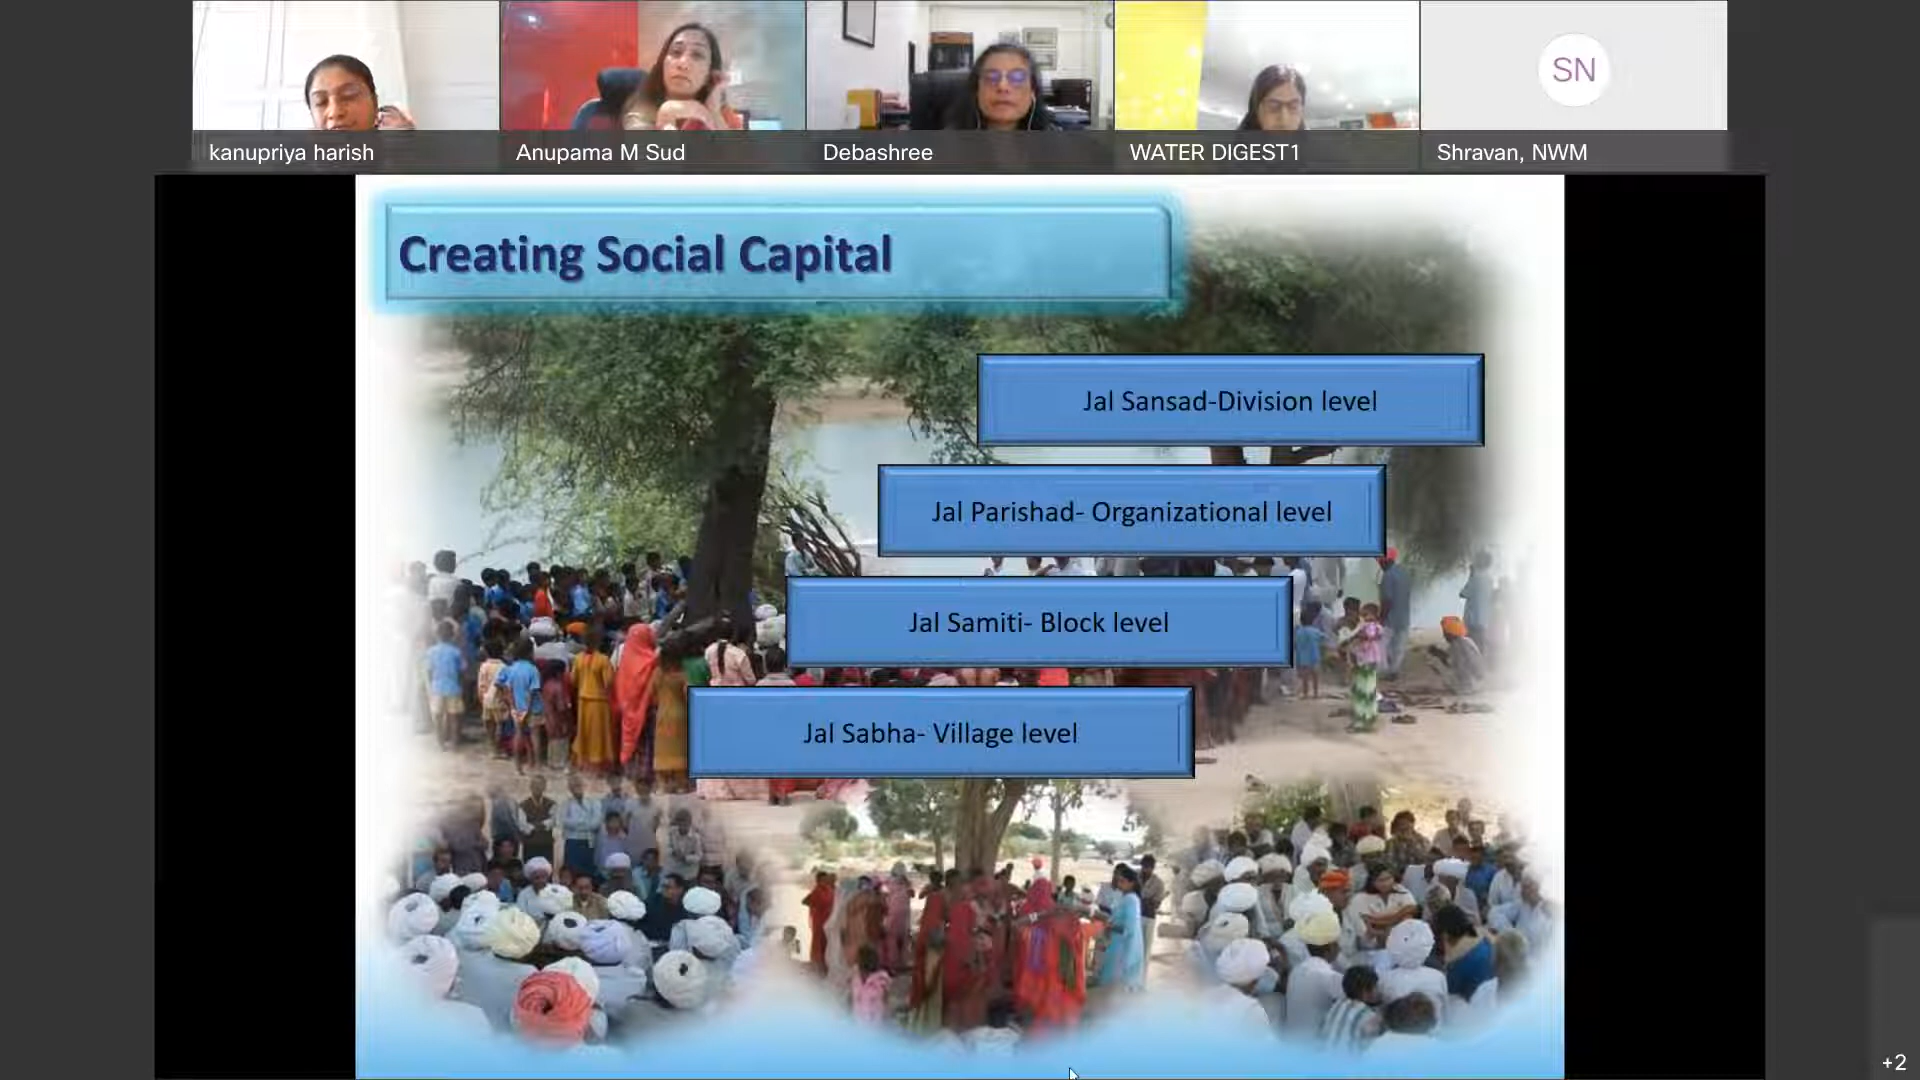 SN
kanupriya harish
Anupama M Sud
Debashree
WATER DIGEST1
Shravan, NWM
Creating Social Capital
Jal Sansad-Division level
Jal Parishad- Organizational level
Jal Samiti- Block level
Jal Sabha- Village level
+2